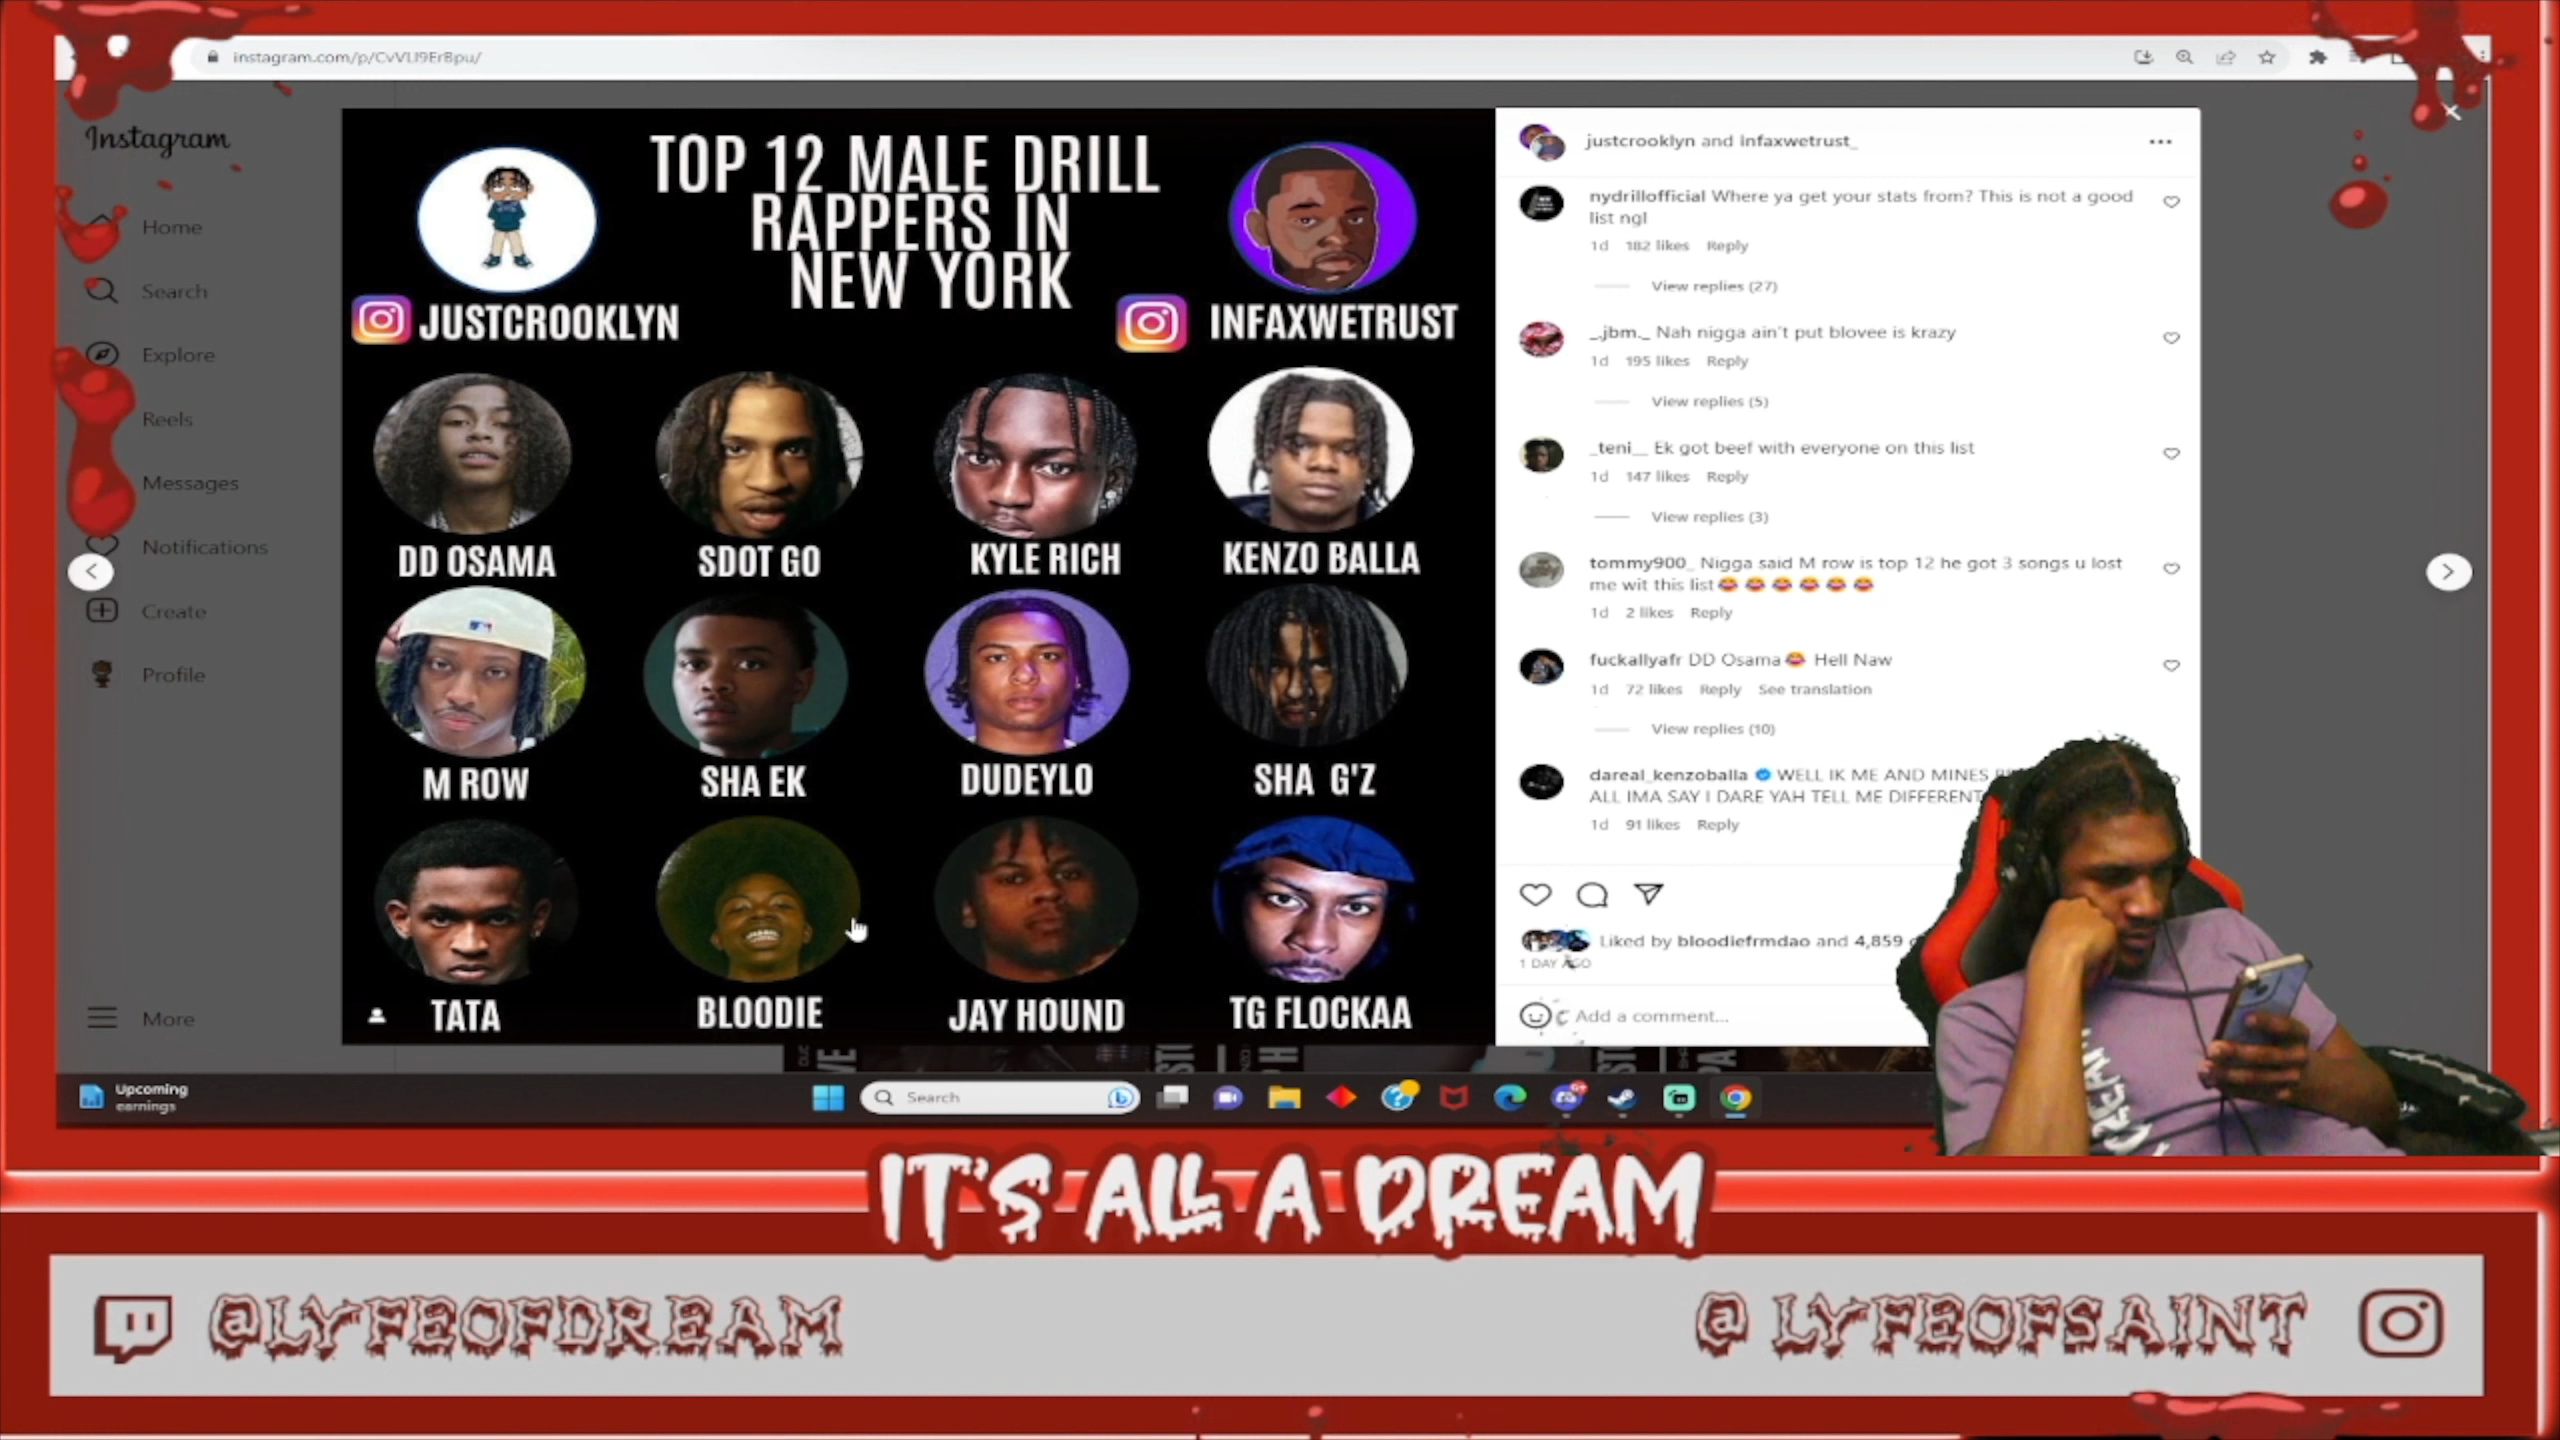 instagram.com/p/CvVLI9ErBpu/
Instagram
Home
Search
Explore
Reels
Messages
Notifications
Create
Profile
More
TOP 12 MALE DRILL
RAPPERS IN
NEW YORK
JUSTCROOKLYN
INFAXWETRUST
DD OSAMA
SDOT GO
KYLE RICH
KENZO BALLA
M ROW
SHA EK
DUDEYLO
SHA G'Z
TATA
BLOODIE
JAY HOUND
TG FLOCKAA
justcrooklyn and infaxwetrust_
nydrillofficial Where ya get your stats from? This is not a good
list ngl
1d 182 likes Reply
View replies (27)
_.jbm._ Nah nigga ain't put blovee is krazy
1d 195 likes Reply
View replies (5)
_teni__ Ek got beef with everyone on this list
1d 147 likes Reply
View replies (3)
tommy900_ Nigga said M row is top 12 he got 3 songs u lost
me wit this list😂😂😂😂😂😂
1d 2 likes Reply
fuckallyafr DD Osama😂 Hell Naw
1d 72 likes Reply See translation
View replies (10)
dareal_kenzoballa WELL IK ME AND MINES
ALL IMA SAY I DARE YAH TELL ME DIFFERENT
1d 91 likes Reply
Liked by bloodiefrmdao and 4,859
1 DAY AGO
Add a comment...
Upcoming
earnings
Search
IT'S ALL A DREAM
@LYFEOFDREAM
@ LYFEOFSAINT